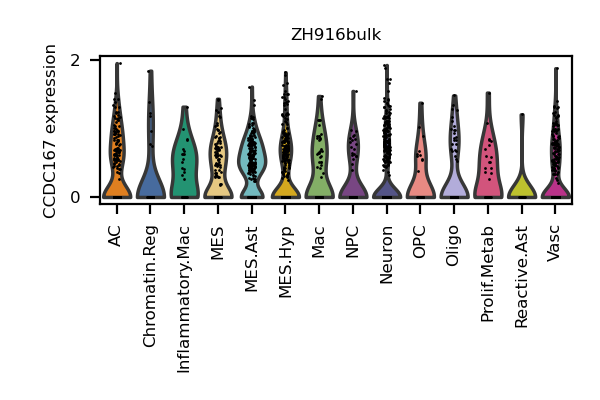 ZH916bulk
CCDC167 expression
2
0
AC
Chromatin.Reg
Inflammatory.Mac
MES
MES.Ast
MES.Hyp
Mac
NPC
Neuron
OPC
Oligo
Prolif.Metab
Reactive.Ast
Vasc